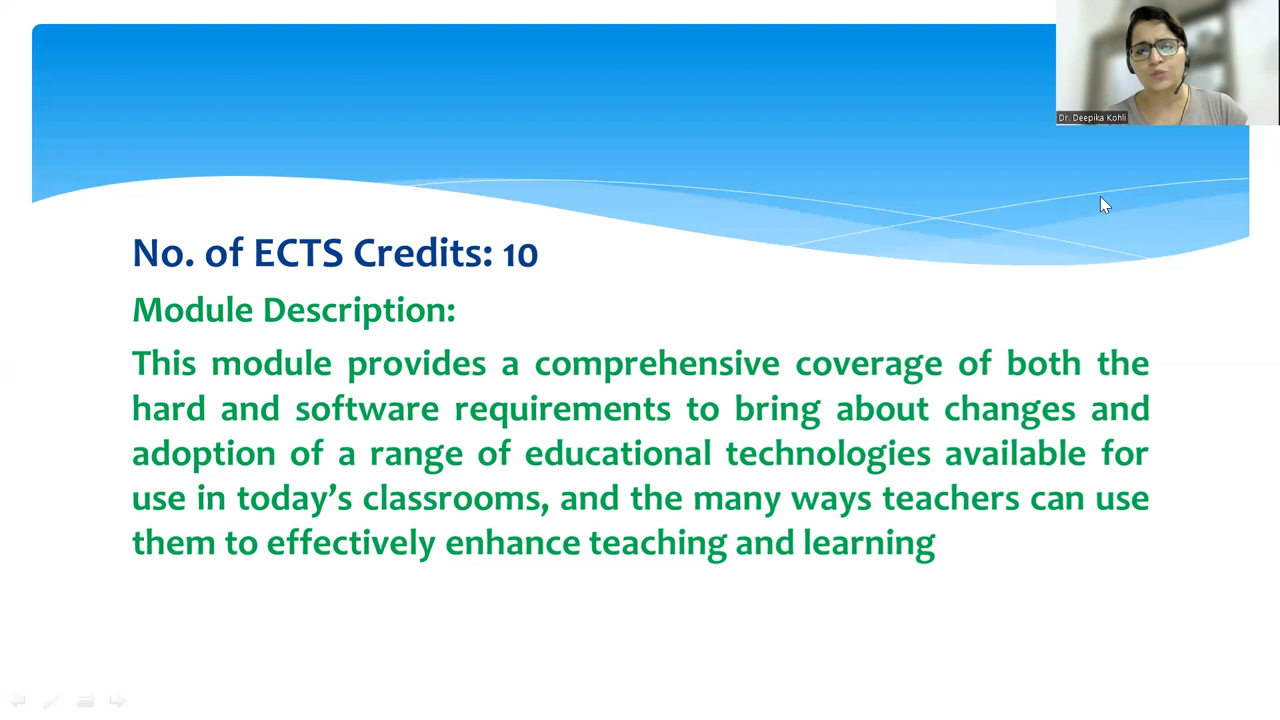 Dr. Deepika Kohli
No. of ECTS Credits: 10
Module Description:
This module provides a comprehensive coverage of both the
hard and software requirements to bring about changes and
adoption of a range of educational technologies available for
use in today’s classrooms, and the many ways teachers can use
them to effectively enhance teaching and learning